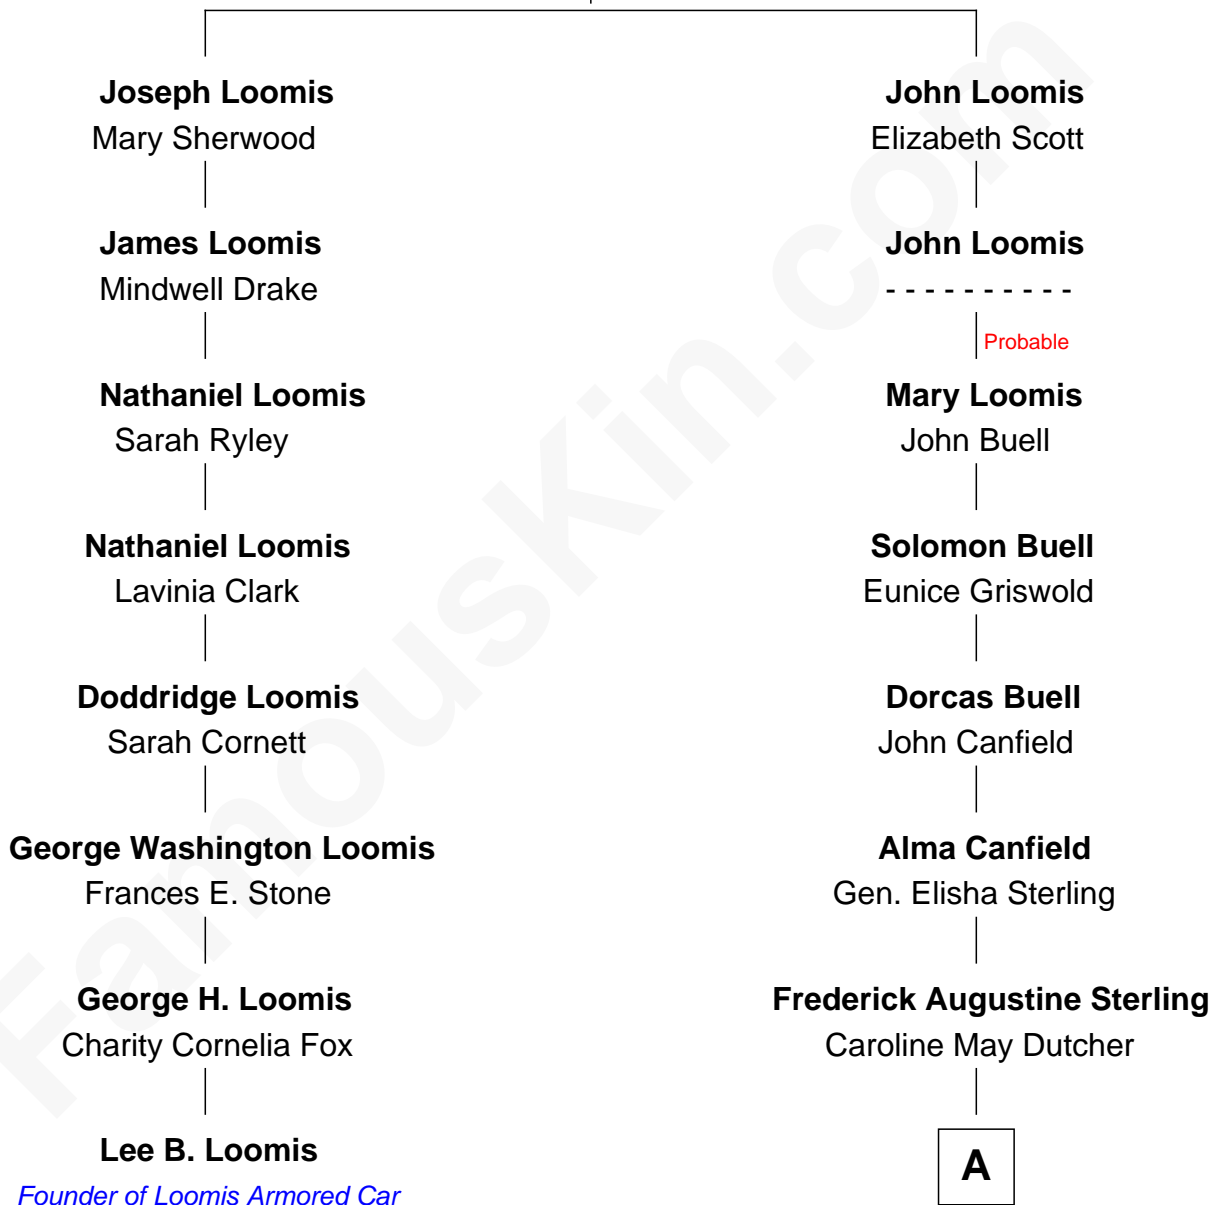 Joseph Loomis
Mary Sherwood
John Loomis
Elizabeth Scott
James Loomis
Mindwell Drake
John Loomis
- - - - - - - - - -
Probable
Nathaniel Loomis
Sarah Ryley
Mary Loomis
John Buell
Nathaniel Loomis
Lavinia Clark
Solomon Buell
Eunice Griswold
Doddridge Loomis
Sarah Cornett
Dorcas Buell
John Canfield
George Washington Loomis
Frances E. Stone
Alma Canfield
Gen. Elisha Sterling
George H. Loomis
Charity Cornelia Fox
Frederick Augustine Sterling
Caroline May Dutcher
Lee B. Loomis
Founder of Loomis Armored Car
A
FamousKin.com